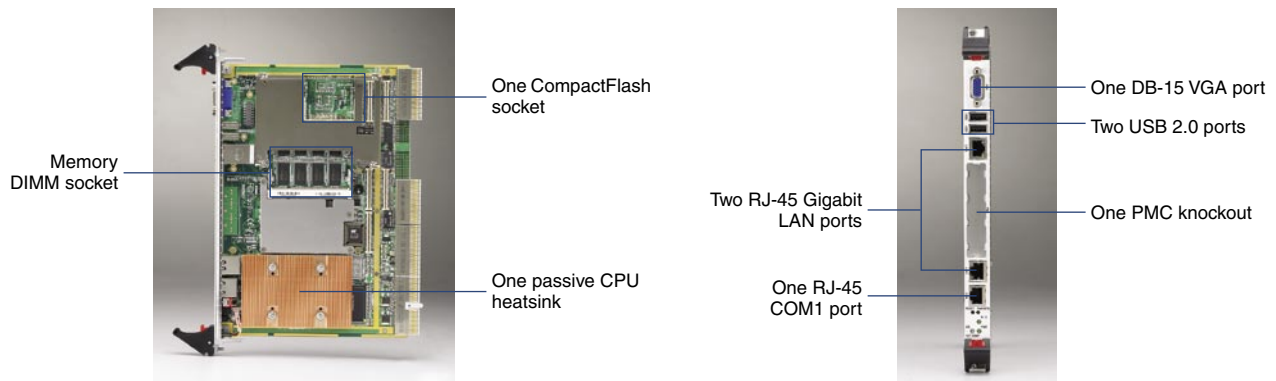 One CompactFlash
socket
Memory
DIMM socket
One passive CPU
heatsink
One DB-15 VGA port
Two USB 2.0 ports
Two RJ-45 Gigabit
LAN ports
One PMC knockout
One RJ-45
COM1 port